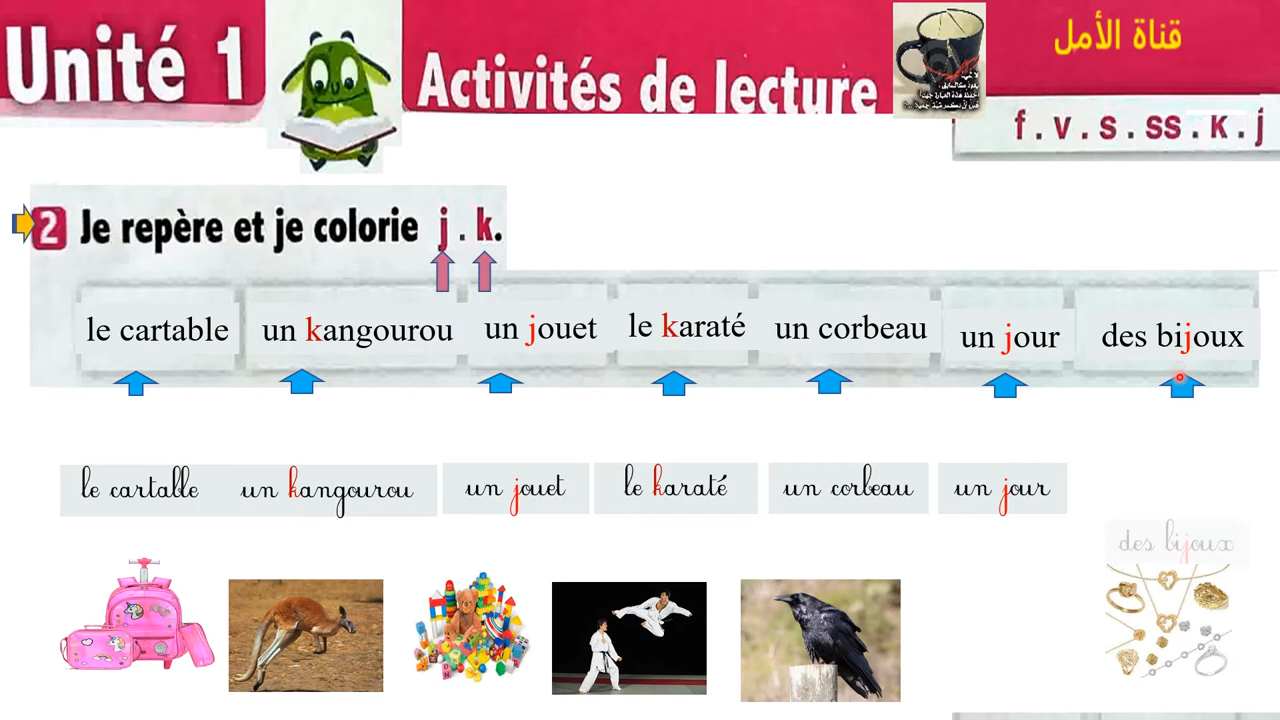 Unité 1
Activités de lecture
قناة الأمل
f . v . s . ss . k . j
2 Je repère et je colorie j . k.
le cartable un kangourou un jouet le karaté un corbeau un jour des bijoux
le cartable un kangourou un jouet le karaté un corbeau un jour
des bijoux